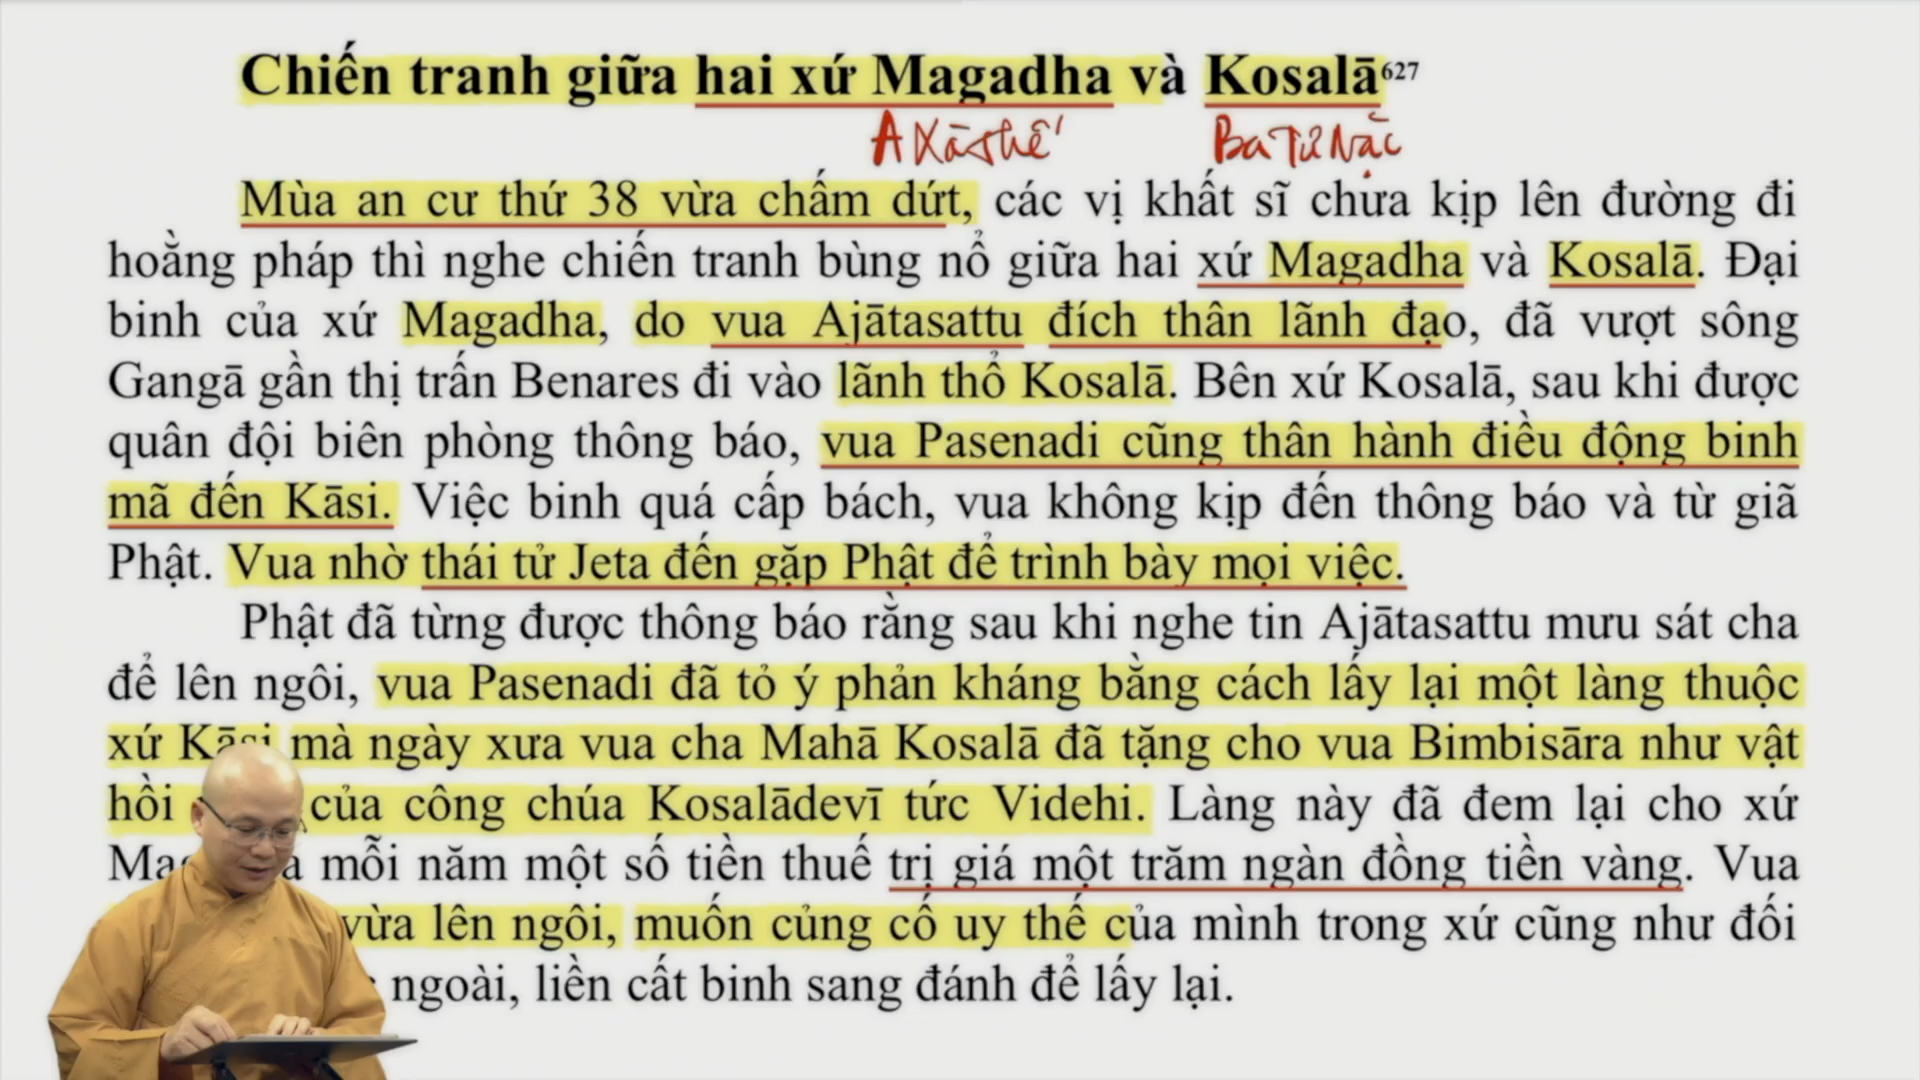 Chiến tranh giữa hai xứ Magadha và Kosalā⁶²⁷
A Xà Thế Ba Tư Nặc
Mùa an cư thứ 38 vừa chấm dứt, các vị khất sĩ chưa kịp lên đường đi
hoằng pháp thì nghe chiến tranh bùng nổ giữa hai xứ Magadha và Kosalā. Đại
binh của xứ Magadha, do vua Ajātasattu đích thân lãnh đạo, đã vượt sông
Gangā gần thị trấn Benares đi vào lãnh thổ Kosalā. Bên xứ Kosalā, sau khi được
quân đội biên phòng thông báo, vua Pasenadi cũng thân hành điều động binh
mã đến Kāsi. Việc binh quá cấp bách, vua không kịp đến thông báo và từ giã
Phật. Vua nhờ thái tử Jeta đến gặp Phật để trình bày mọi việc.
Phật đã từng được thông báo rằng sau khi nghe tin Ajātasattu mưu sát cha
để lên ngôi, vua Pasenadi đã tỏ ý phản kháng bằng cách lấy lại một làng thuộc
xứ Kāsi mà ngày xưa vua cha Mahā Kosalā đã tặng cho vua Bimbisāra như vật
hồi của công chúa Kosalādevī tức Videhi. Làng này đã đem lại cho xứ
mỗi năm một số tiền thuế trị giá một trăm ngàn đồng tiền vàng. Vua
vừa lên ngôi, muốn củng cố uy thế của mình trong xứ cũng như đối
ngoài, liền cất binh sang đánh để lấy lại.